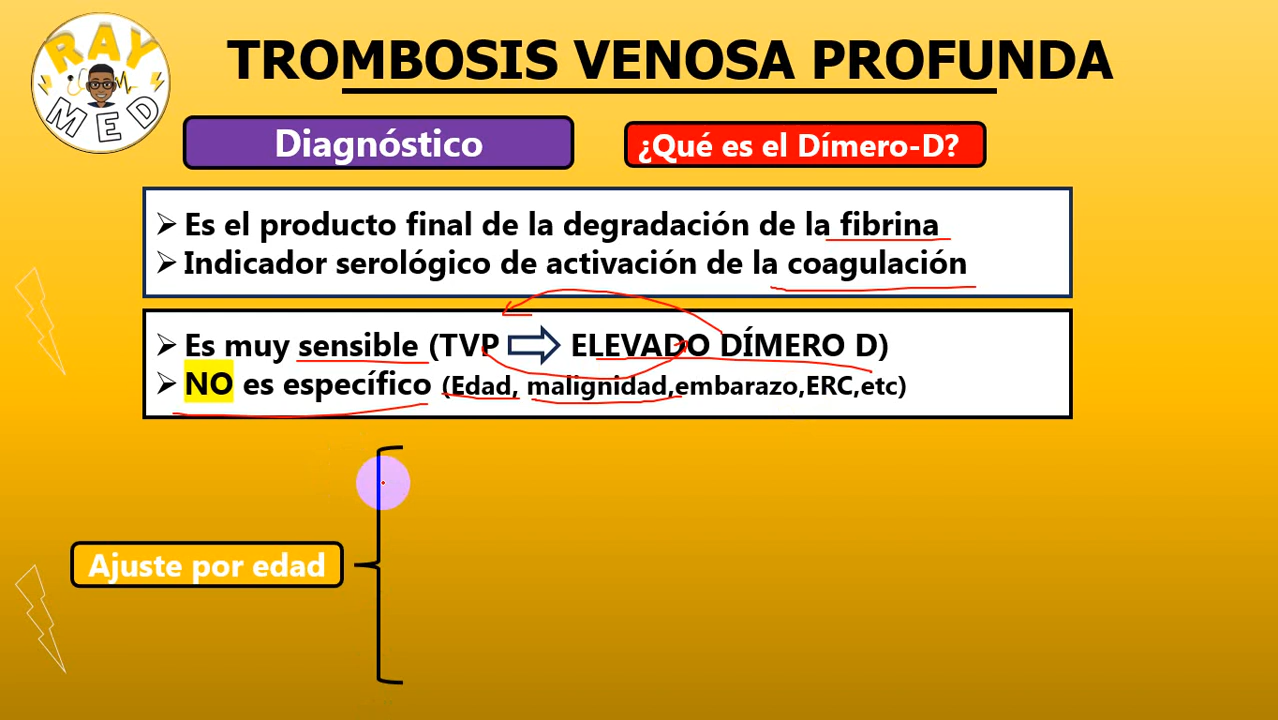 RAY
MED
TROMBOSIS VENOSA PROFUNDA
Diagnóstico
¿Qué es el Dímero-D?
➢ Es el producto final de la degradación de la fibrina
➢ Indicador serológico de activación de la coagulación
➢ Es muy sensible (TVP ⇨ ELEVADO DÍMERO D)
➢ NO es específico (Edad, malignidad,embarazo,ERC,etc)
Ajuste por edad